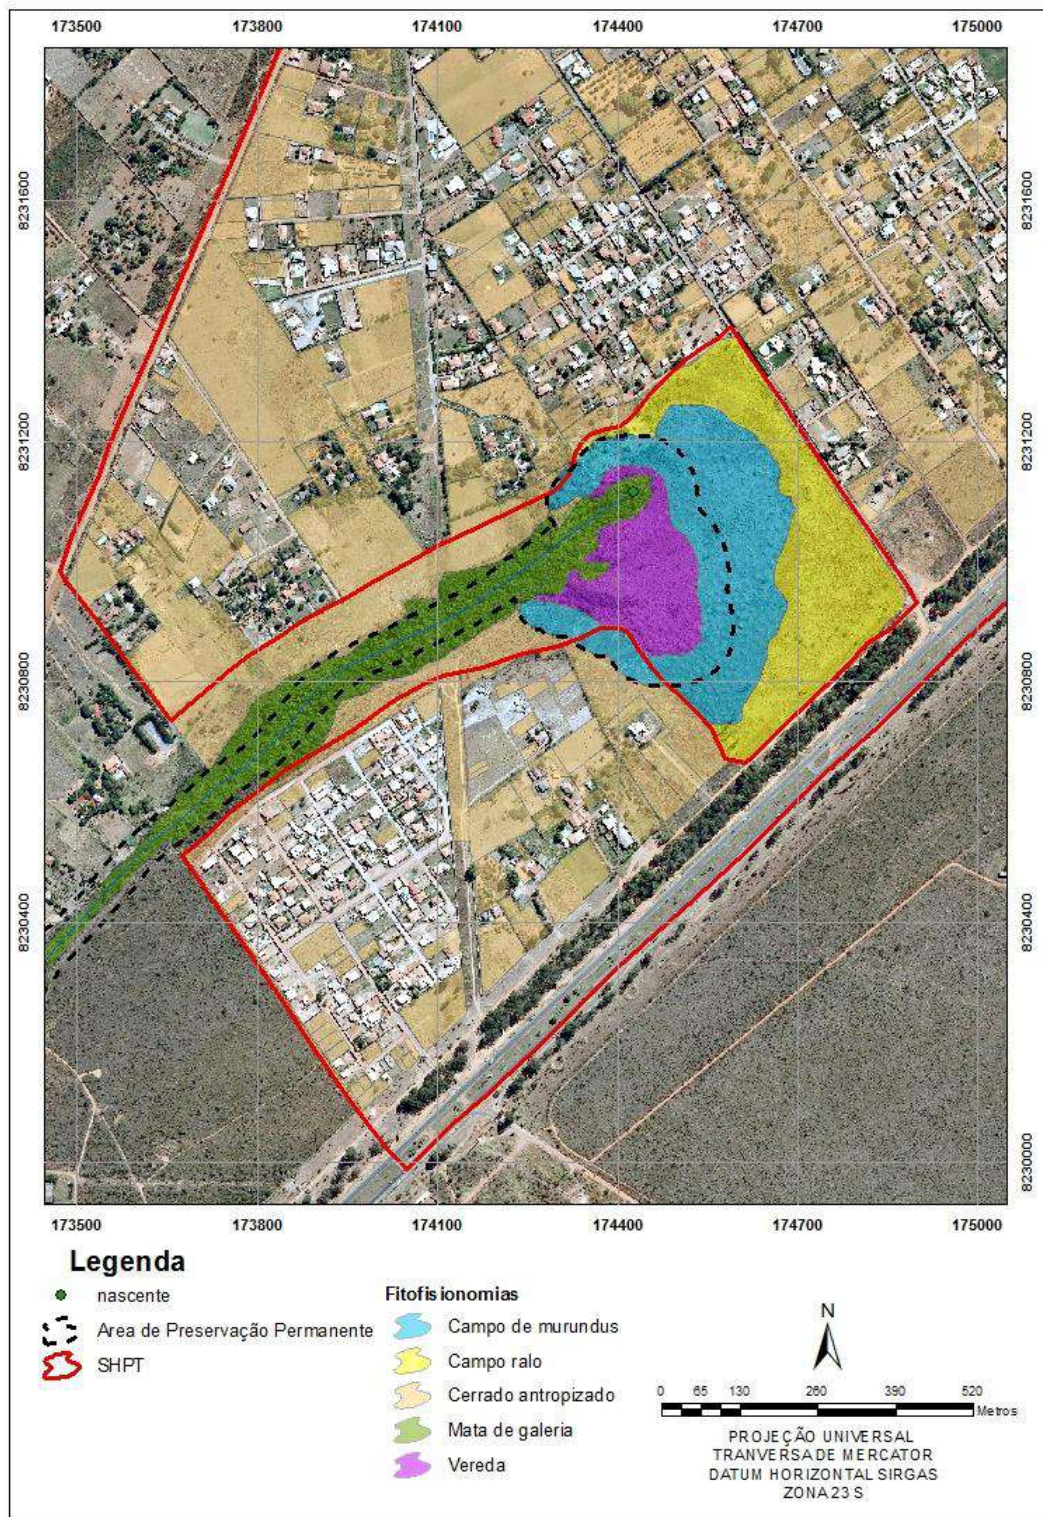 173500 173800 174100 174400 174700 175000
8231600 8231600
8231200 8231200
8230800 8230800
8230400 8230400
8230000 8230000
173500 173800 174100 174400 174700 175000
Legenda
nascente
Area de Preservação Permanente
SHPT
Fitofisionomias
Campo de murundus
Campo ralo
Cerrado antropizado
Mata de galeria
Vereda
N
0 65 130 260 390 520
Metros
PROJEÇÃO UNIVERSAL
TRANVERSA DE MERCATOR
DATUM HORIZONTAL SIRGAS
ZONA 23 S